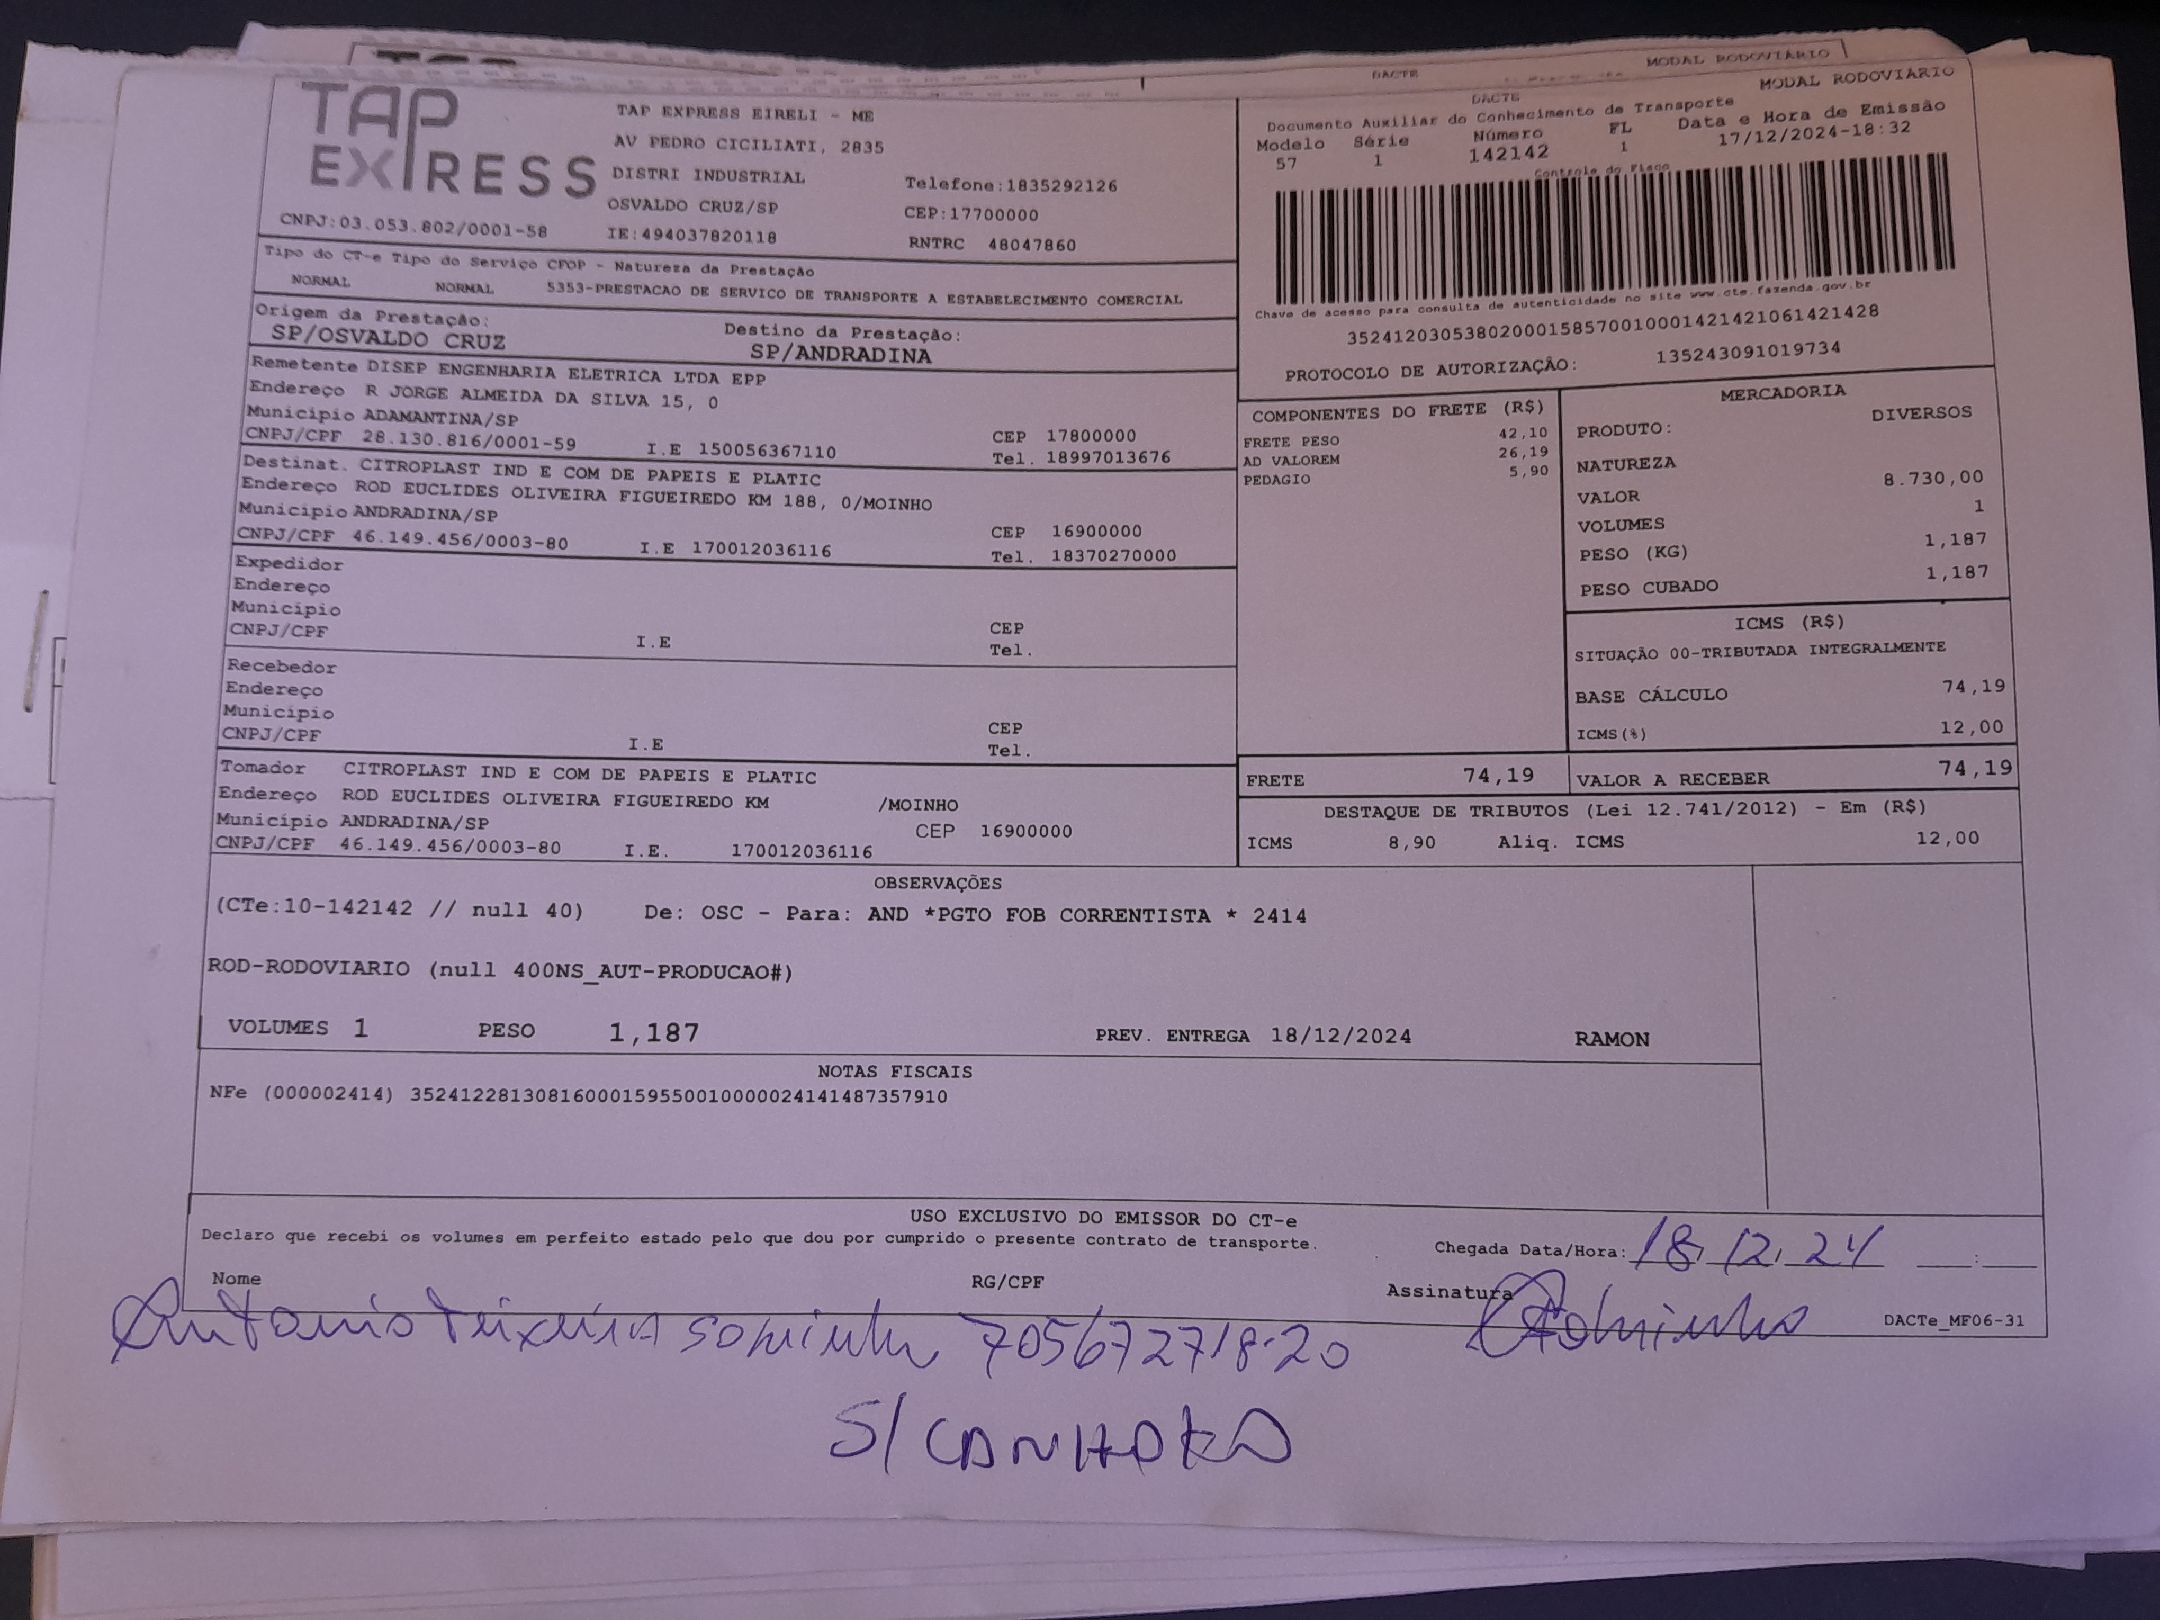 MODAL RODOVIÁRIO
DACTE
TAP
EXPRESS
CNPJ:03.053.802/0001-58
TAP EXPRESS EIRELI - ME
AV PEDRO CICILIATI, 2835
DISTRI INDUSTRIAL
Telefone:1835292126
OSVALDO CRUZ/SP
CEP:17700000
IE:494037820118
RNTRC 48047860
MODAL RODOVIÁRIO
DACTE
Documento Auxiliar do Conhecimento de Transporte
Modelo Série Número FL Data e Hora de Emissão
57 1 142142 1 17/12/2024-18:32
Controle do Fisco
Chave de acesso para consulta de autenticidade no site www.cte.fazenda.gov.br
35241203053802000158570010001421421061421428
PROTOCOLO DE AUTORIZAÇÃO: 135243091019734
Tipo do CT-e Tipo do Serviço CFOP - Natureza da Prestação
NORMAL NORMAL 5353-PRESTACAO DE SERVICO DE TRANSPORTE A ESTABELECIMENTO COMERCIAL
Origem da Prestação: Destino da Prestação:
SP/OSVALDO CRUZ SP/ANDRADINA
Remetente DISEP ENGENHARIA ELETRICA LTDA EPP
Endereço R JORGE ALMEIDA DA SILVA 15, 0
Município ADAMANTINA/SP CEP 17800000
CNPJ/CPF 28.130.816/0001-59 I.E 150056367110 Tel. 18997013676
Destinat. CITROPLAST IND E COM DE PAPEIS E PLATIC
Endereço ROD EUCLIDES OLIVEIRA FIGUEIREDO KM 188, 0/MOINHO
Município ANDRADINA/SP CEP 16900000
CNPJ/CPF 46.149.456/0003-80 I.E 170012036116 Tel. 18370270000
Expedidor
Endereço
Município CEP
CNPJ/CPF I.E Tel.
Recebedor
Endereço
Município CEP
CNPJ/CPF I.E Tel.
Tomador CITROPLAST IND E COM DE PAPEIS E PLATIC
Endereço ROD EUCLIDES OLIVEIRA FIGUEIREDO KM /MOINHO
Município ANDRADINA/SP CEP 16900000
CNPJ/CPF 46.149.456/0003-80 I.E. 170012036116
COMPONENTES DO FRETE (R$)
FRETE PESO 42,10
AD VALOREM 26,19
PEDAGIO 5,90
MERCADORIA
PRODUTO: DIVERSOS
NATUREZA
VALOR 8.730,00
VOLUMES 1
PESO (KG) 1,187
PESO CUBADO 1,187
ICMS (R$)
SITUAÇÃO 00-TRIBUTADA INTEGRALMENTE
BASE CÁLCULO 74,19
ICMS(%) 12,00
FRETE 74,19 VALOR A RECEBER 74,19
DESTAQUE DE TRIBUTOS (Lei 12.741/2012) - Em (R$)
ICMS 8,90 Aliq. ICMS 12,00
OBSERVAÇÕES
(CTe:10-142142 // null 40) De: OSC - Para: AND *PGTO FOB CORRENTISTA * 2414
ROD-RODOVIARIO (null 400NS_AUT-PRODUCAO#)
VOLUMES 1 PESO 1,187 PREV. ENTREGA 18/12/2024 RAMON
NOTAS FISCAIS
NFe (000002414) 35241228130816000159550010000024141487357910
USO EXCLUSIVO DO EMISSOR DO CT-e
Declaro que recebi os volumes em perfeito estado pelo que dou por cumprido o presente contrato de transporte.
Chegada Data/Hora: 18/12/24 :
Nome RG/CPF Assinatura
DACTe_MF06-31
Antonio Teixeira Sobrinho 705672718-20 Sobrinho
S/ CANHOTO